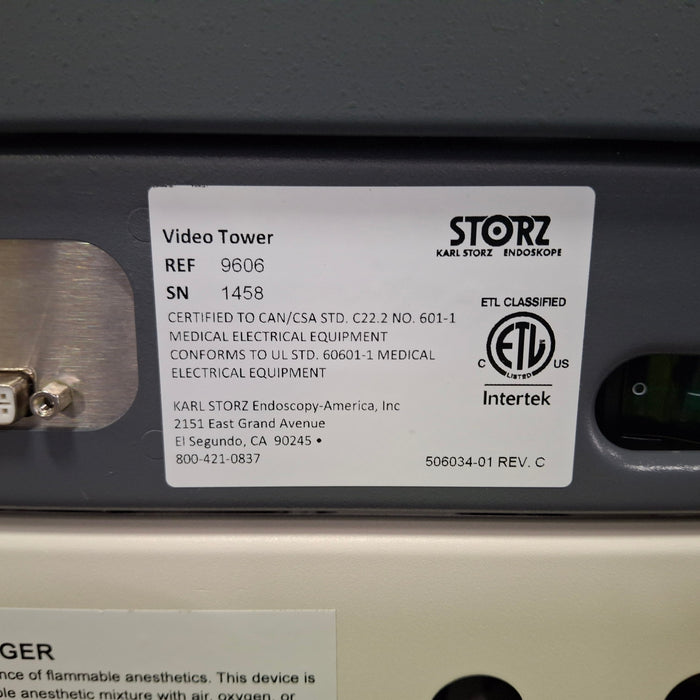 Video Tower
REF 9606
SN 1458
CERTIFIED TO CAN/CSA STD. C22.2 NO. 601-1
MEDICAL ELECTRICAL EQUIPMENT
CONFORMS TO UL STD. 60601-1 MEDICAL
ELECTRICAL EQUIPMENT
KARL STORZ Endoscopy-America, Inc
2151 East Grand Avenue
El Segundo, CA 90245 •
800-421-0837
STORZ
KARL STORZ ENDOSKOPE
ETL CLASSIFIED
C ETL US
LISTED
Intertek
506034-01 REV. C
GER
nce of flammable anesthetics. This device is
ble anesthetic mixture with air, oxygen, or